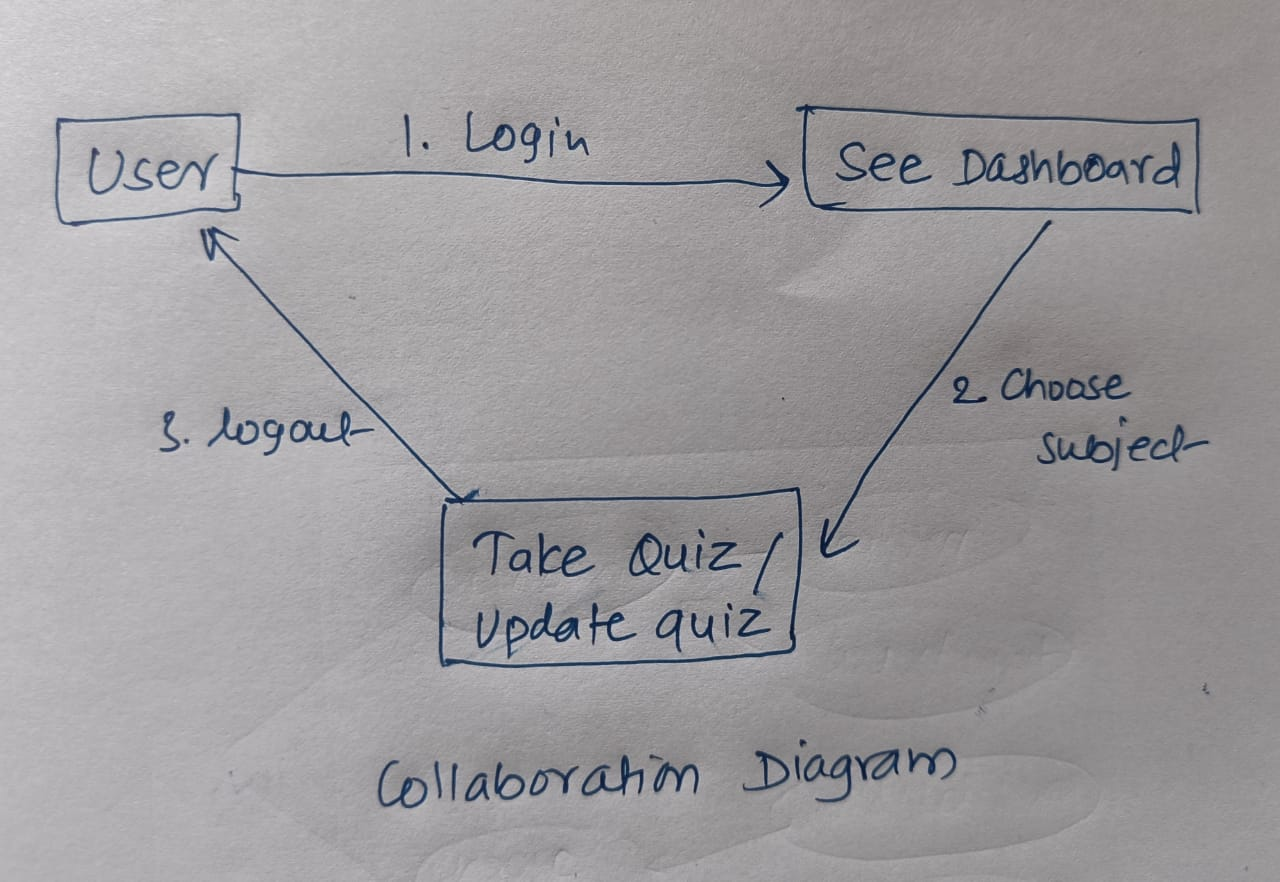 1. Login
User
See Dashboard
2 Choose
subject
3. logout
Take Quiz /
Update quiz
Collaboration Diagram